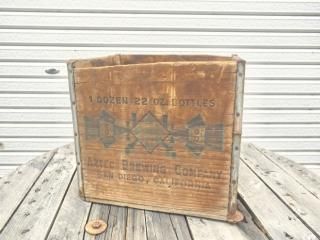 1 DOZEN 22 OZ. BOTTLES
AZTEC BREWING COMPANY
SAN DIEGO, CALIFORNIA